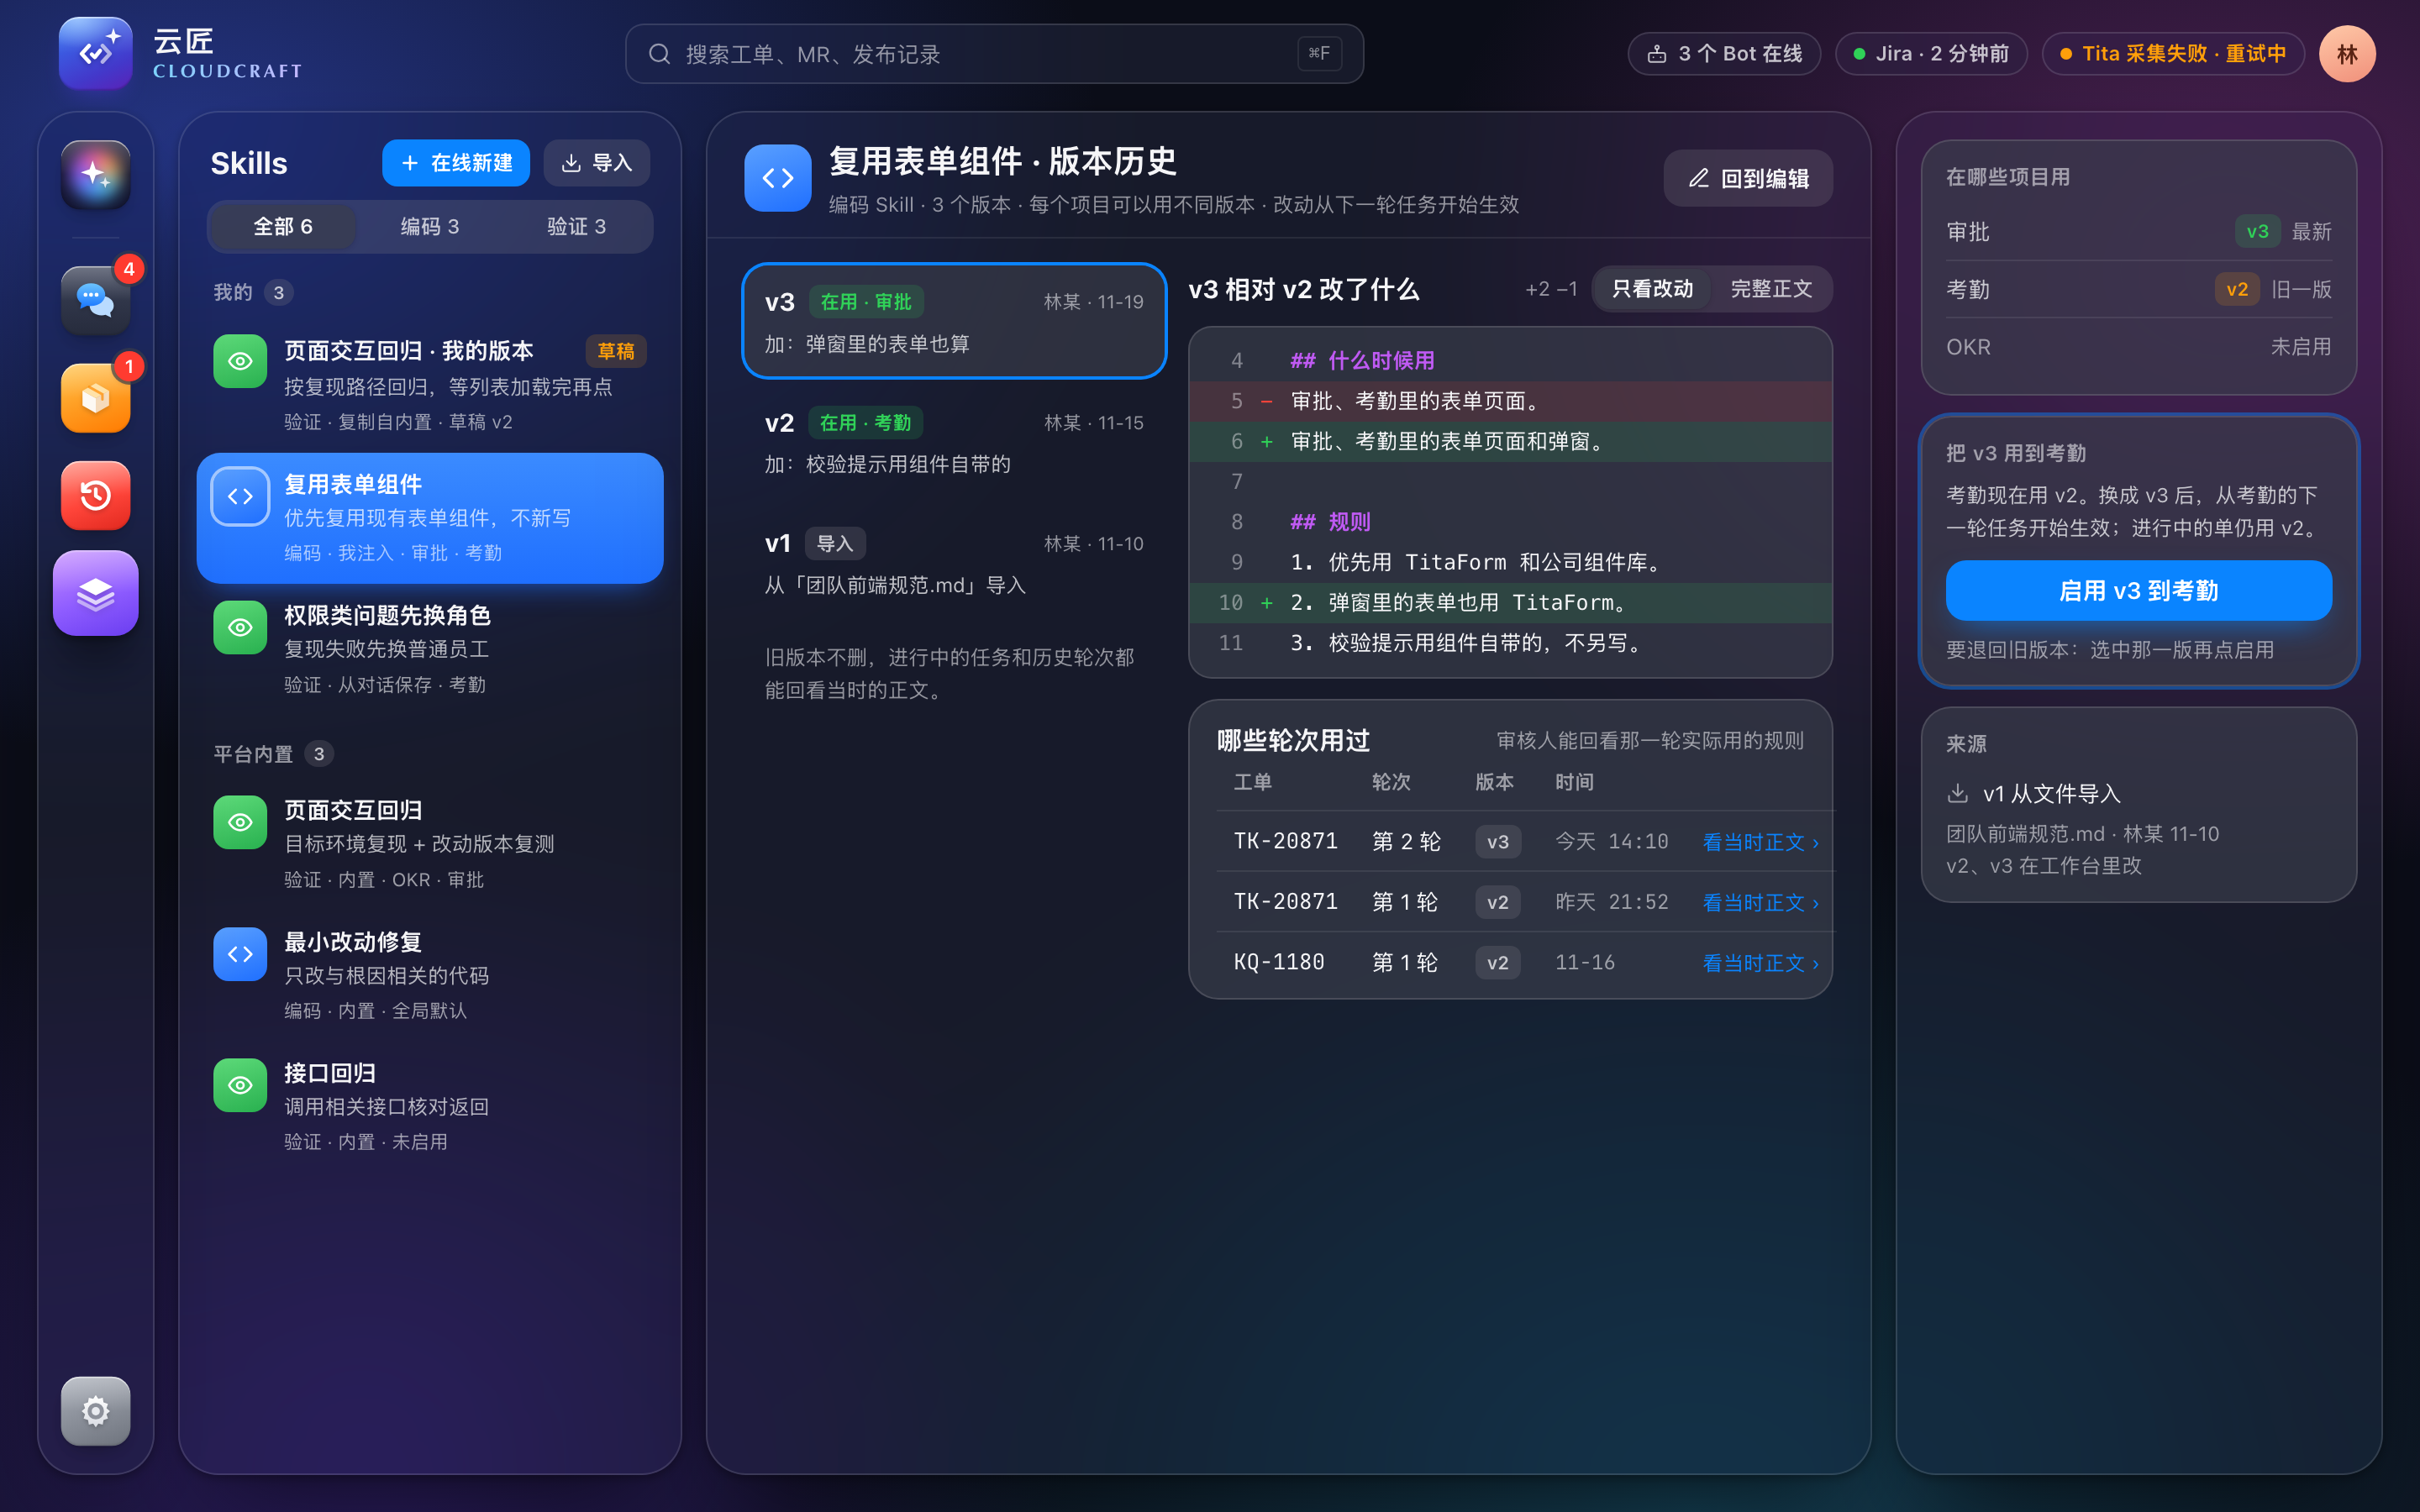 云匠
CLOUDCRAFT
搜索工单、MR、发布记录
⌘F
3 个 Bot 在线
Jira · 2 分钟前
Tita 采集失败 · 重试中
林
4
1
Skills
+ 在线新建
导入
全部 6
编码 3
验证 3
我的 3
页面交互回归 · 我的版本
草稿
按复现路径回归，等列表加载完再点
验证 · 复制自内置 · 草稿 v2
复用表单组件
优先复用现有表单组件，不新写
编码 · 我注入 · 审批 · 考勤
权限类问题先换角色
复现失败先换普通员工
验证 · 从对话保存 · 考勤
平台内置 3
页面交互回归
目标环境复现 + 改动版本复测
验证 · 内置 · OKR · 审批
最小改动修复
只改与根因相关的代码
编码 · 内置 · 全局默认
接口回归
调用相关接口核对返回
验证 · 内置 · 未启用
复用表单组件 · 版本历史
编码 Skill · 3 个版本 · 每个项目可以用不同版本 · 改动从下一轮任务开始生效
回到编辑
v3 在用 · 审批 林某 · 11-19
加：弹窗里的表单也算
v2 在用 · 考勤 林某 · 11-15
加：校验提示用组件自带的
v1 导入 林某 · 11-10
从「团队前端规范.md」导入
旧版本不删，进行中的任务和历史轮次都
能回看当时的正文。
v3 相对 v2 改了什么
+2 −1
只看改动
完整正文
4 ## 什么时候用
5 − 审批、考勤里的表单页面。
6 + 审批、考勤里的表单页面和弹窗。
7
8 ## 规则
9 1. 优先用 TitaForm 和公司组件库。
10 + 2. 弹窗里的表单也用 TitaForm。
11 3. 校验提示用组件自带的，不另写。
哪些轮次用过
审核人能回看那一轮实际用的规则
工单 轮次 版本 时间
TK-20871 第 2 轮 v3 今天 14:10 看当时正文 ›
TK-20871 第 1 轮 v2 昨天 21:52 看当时正文 ›
KQ-1180 第 1 轮 v2 11-16 看当时正文 ›
在哪些项目用
审批 v3 最新
考勤 v2 旧一版
OKR 未启用
把 v3 用到考勤
考勤现在用 v2。换成 v3 后，从考勤的下
一轮任务开始生效；进行中的单仍用 v2。
启用 v3 到考勤
要退回旧版本：选中那一版再点启用
来源
v1 从文件导入
团队前端规范.md · 林某 11-10
v2、v3 在工作台里改